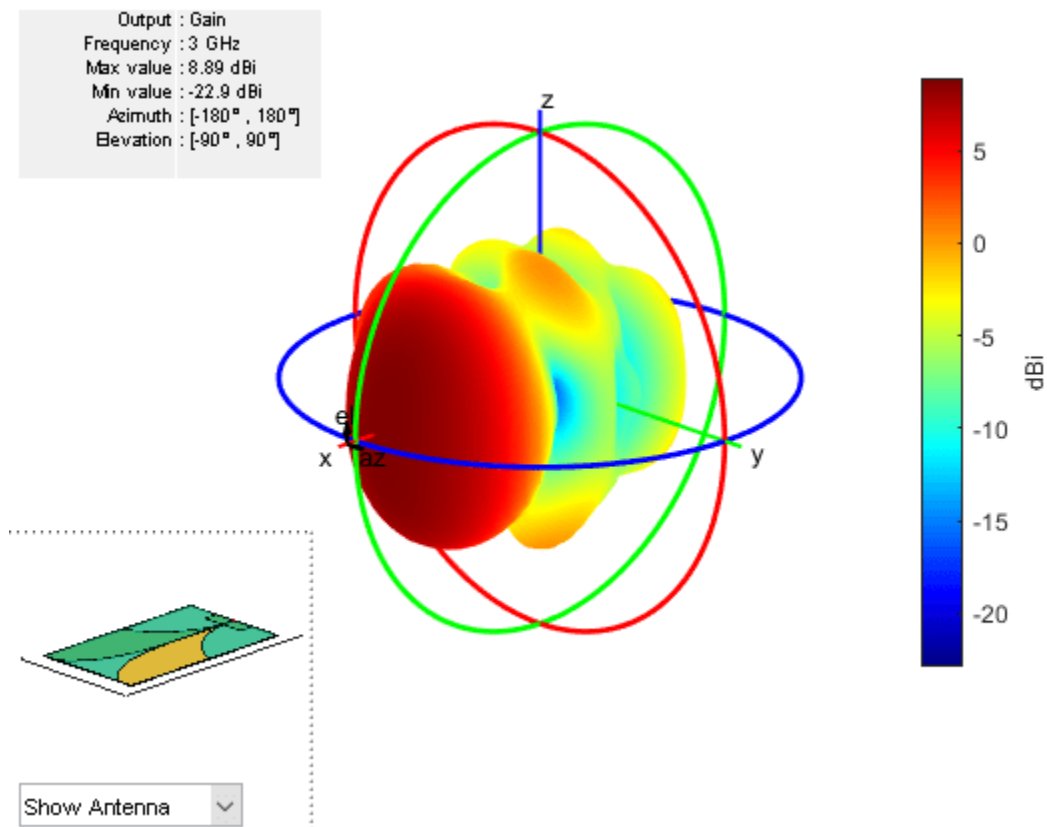 Output : Gain
Frequency : 3 GHz
Max value : 8.89 dBi
Min value : -22.9 dBi
Azimuth : [-180° , 180°]
Elevation : [-90° , 90°]
z
5
0
-5
dBi
e
x
az
y
-10
-15
-20
Show Antenna